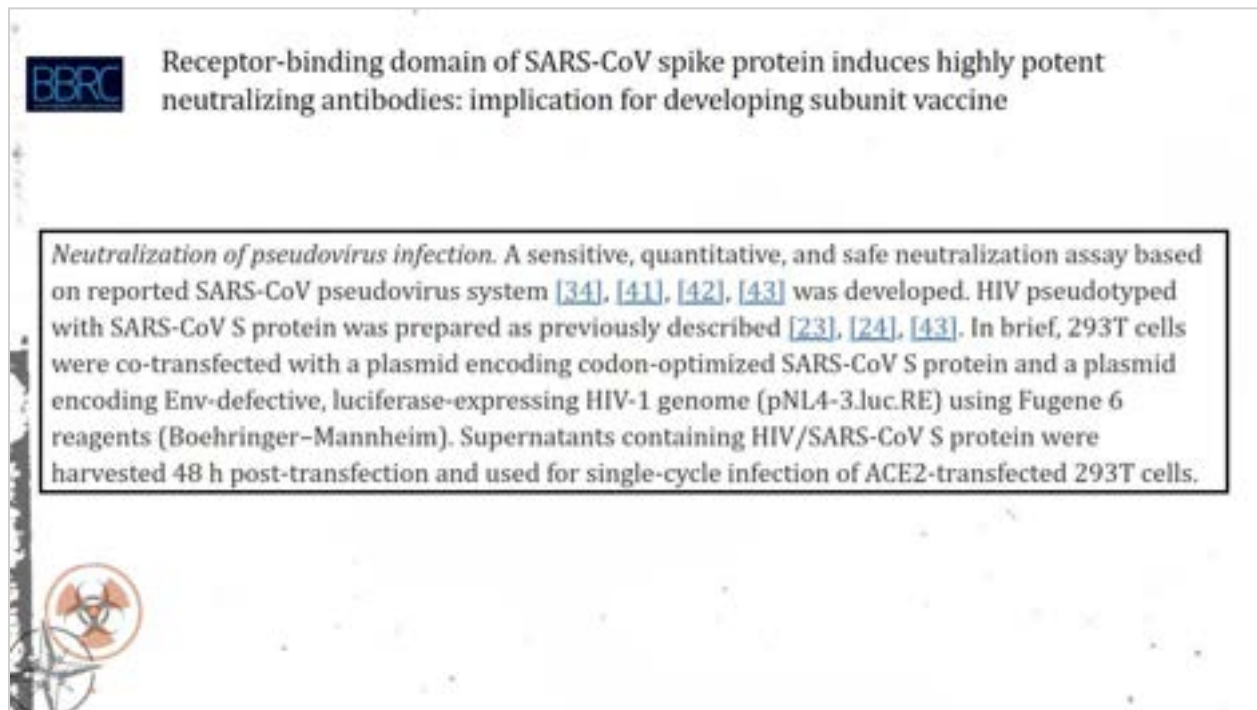 BBRC
Receptor-binding domain of SARS-CoV spike protein induces highly potent
neutralizing antibodies: implication for developing subunit vaccine
Neutralization of pseudovirus infection. A sensitive, quantitative, and safe neutralization assay based
on reported SARS-CoV pseudovirus system [34], [41], [42], [43] was developed. HIV pseudotyped
with SARS-CoV S protein was prepared as previously described [23], [24], [43]. In brief, 293T cells
were co-transfected with a plasmid encoding codon-optimized SARS-CoV S protein and a plasmid
encoding Env-defective, luciferase-expressing HIV-1 genome (pNL4-3.luc.RE) using Fugene 6
reagents (Boehringer–Mannheim). Supernatants containing HIV/SARS-CoV S protein were
harvested 48 h post-transfection and used for single-cycle infection of ACE2-transfected 293T cells.